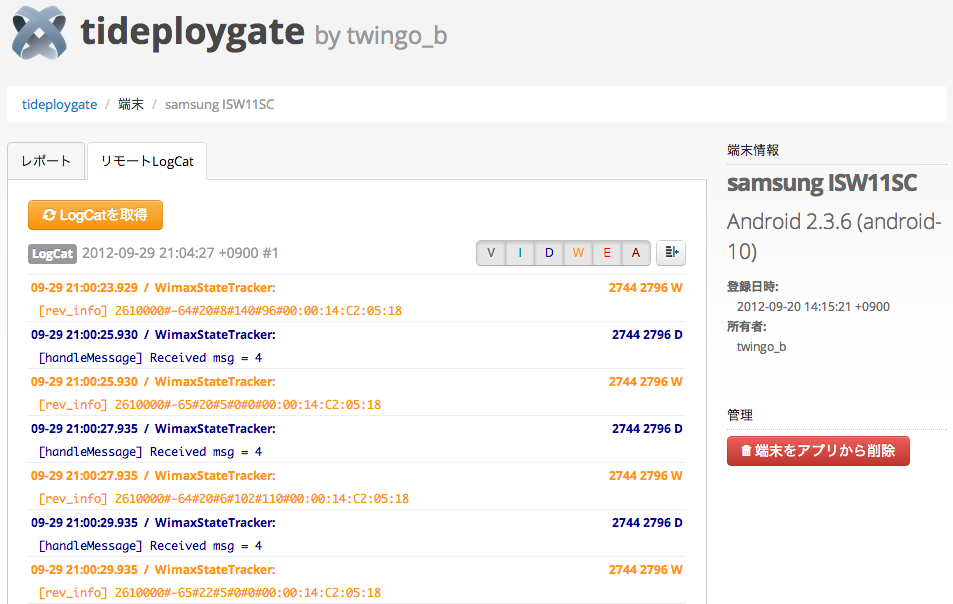 tideploygate by twingo_b
tideploygate / 端末 / samsung ISW11SC
レポート リモートLogCat
LogCatを取得
LogCat 2012-09-29 21:04:27 +0900 #1
V I D W E A
09-29 21:00:23.929 / WimaxStateTracker: 2744 2796 W
[rev_info] 2610000#-64#20#8#140#96#00:00:14:C2:05:18
09-29 21:00:25.930 / WimaxStateTracker: 2744 2796 D
[handleMessage] Received msg = 4
09-29 21:00:25.930 / WimaxStateTracker: 2744 2796 W
[rev_info] 2610000#-65#20#5#0#0#00:00:14:C2:05:18
09-29 21:00:27.935 / WimaxStateTracker: 2744 2796 D
[handleMessage] Received msg = 4
09-29 21:00:27.935 / WimaxStateTracker: 2744 2796 W
[rev_info] 2610000#-64#20#6#102#110#00:00:14:C2:05:18
09-29 21:00:29.935 / WimaxStateTracker: 2744 2796 D
[handleMessage] Received msg = 4
09-29 21:00:29.935 / WimaxStateTracker: 2744 2796 W
[rev_info] 2610000#-65#22#5#0#0#00:00:14:C2:05:18
端末情報
samsung ISW11SC
Android 2.3.6 (android-
10)
登録日時:
2012-09-20 14:15:21 +0900
所有者:
twingo_b
管理
端末をアプリから削除